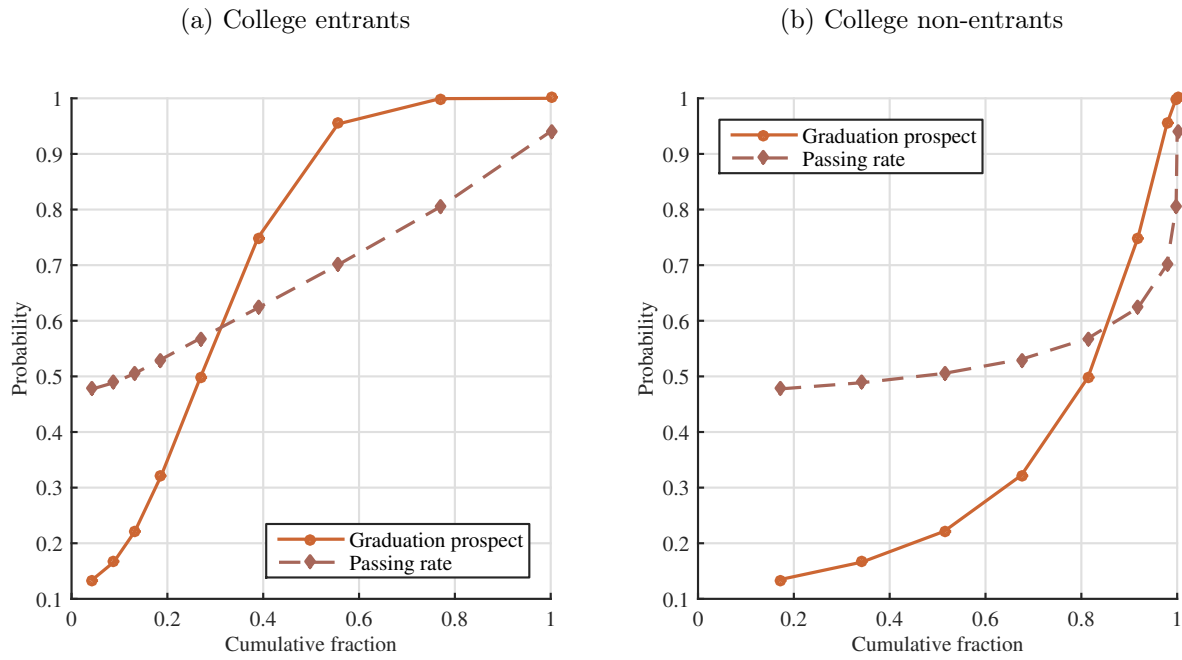 (a) College entrants
1
0.9
0.8
0.7
0.6
0.5
0.4
0.3
0.2
0.1
Probability
0 0.2 0.4 0.6 0.8 1
Cumulative fraction
Graduation prospect
Passing rate
(b) College non-entrants
1
0.9
0.8
0.7
0.6
0.5
0.4
0.3
0.2
0.1
Probability
0 0.2 0.4 0.6 0.8 1
Cumulative fraction
Graduation prospect
Passing rate